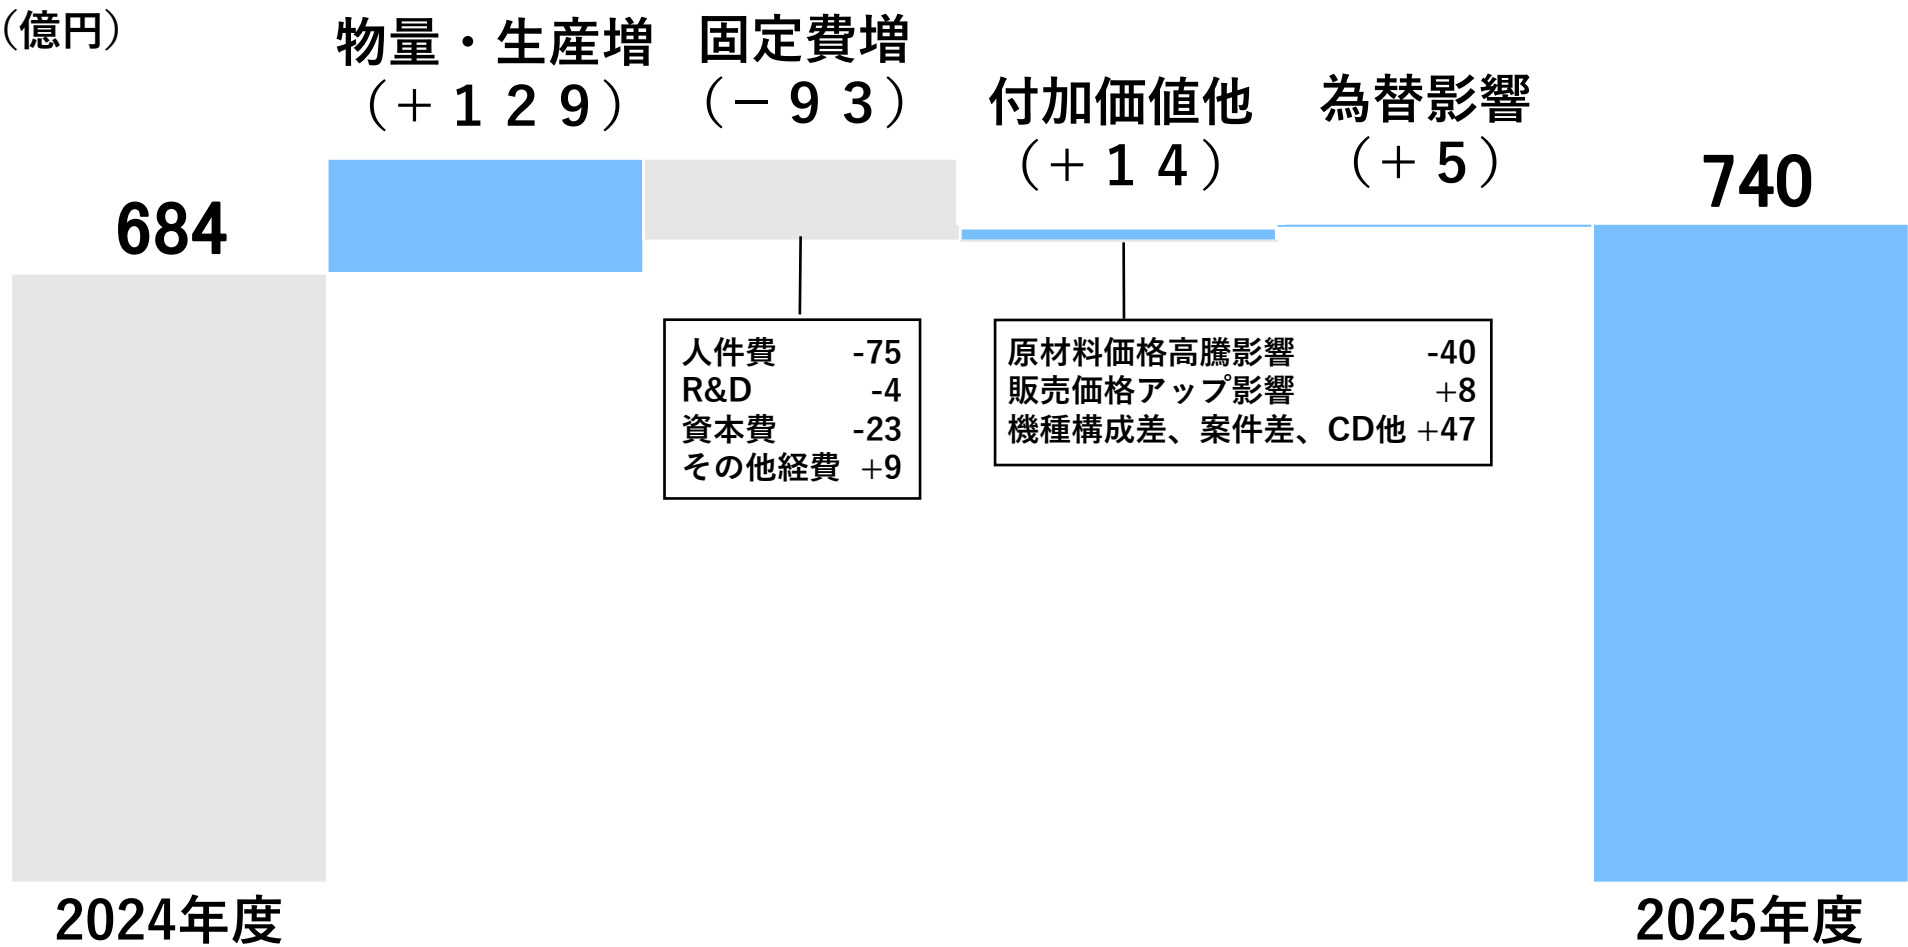 （億円）
物量・生産増
（＋１２９）
固定費増
（－９３）
付加価値他
（＋１４）
為替影響
（＋５）
684
740
人件費 -75
R&D -4
資本費 -23
その他経費 +9
原材料価格高騰影響 -40
販売価格アップ影響 +8
機種構成差、案件差、CD他 +47
2024年度
2025年度